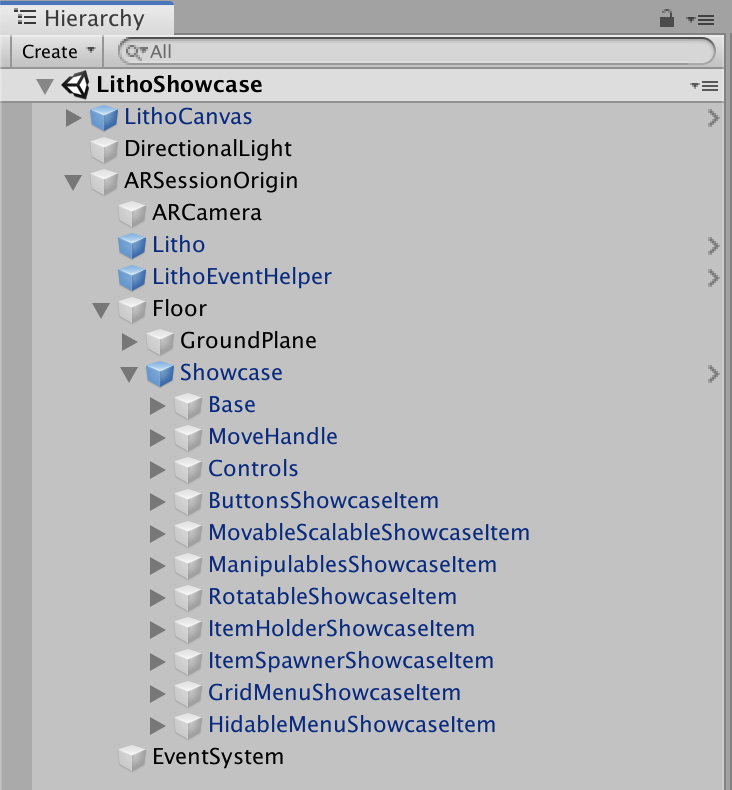 Hierarchy
Create All
LithoShowcase
LithoCanvas
DirectionalLight
ARSessionOrigin
ARCamera
Litho
LithoEventHelper
Floor
GroundPlane
Showcase
Base
MoveHandle
Controls
ButtonsShowcaseItem
MovableScalableShowcaseItem
ManipulablesShowcaseItem
RotatableShowcaseItem
ItemHolderShowcaseItem
ItemSpawnerShowcaseItem
GridMenuShowcaseItem
HidableMenuShowcaseItem
EventSystem